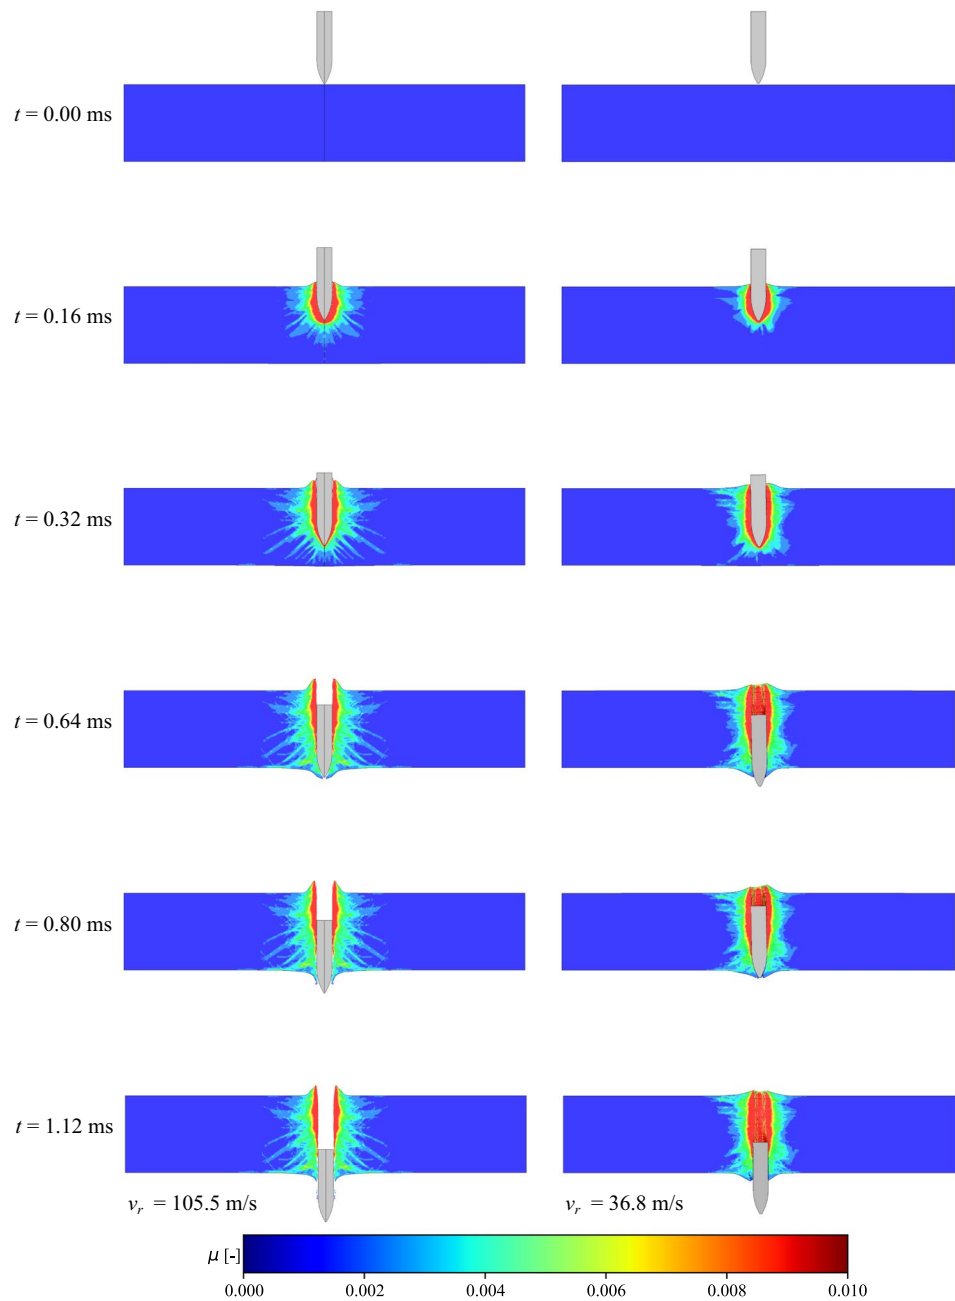 t = 0.00 ms
t = 0.16 ms
t = 0.32 ms
t = 0.64 ms
t = 0.80 ms
t = 1.12 ms
v_r = 105.5 m/s
v_r = 36.8 m/s
μ [-]
0.000 0.002 0.004 0.006 0.008 0.010